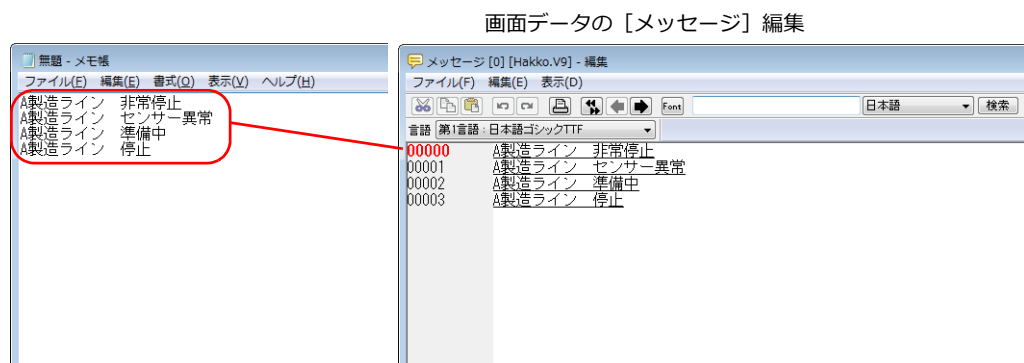 画面データの［メッセージ］編集
無題 - メモ帳
ファイル(F) 編集(E) 書式(O) 表示(V) ヘルプ(H)
A製造ライン　非常停止
A製造ライン　センサー異常
A製造ライン　準備中
A製造ライン　停止
メッセージ [0] [Hakko.V9] - 編集
ファイル(F) 編集(E) 表示(D)
Font 日本語 検索
言語 第1言語：日本語ゴシックTTF
00000 A製造ライン　非常停止
00001 A製造ライン　センサー異常
00002 A製造ライン　準備中
00003 A製造ライン　停止